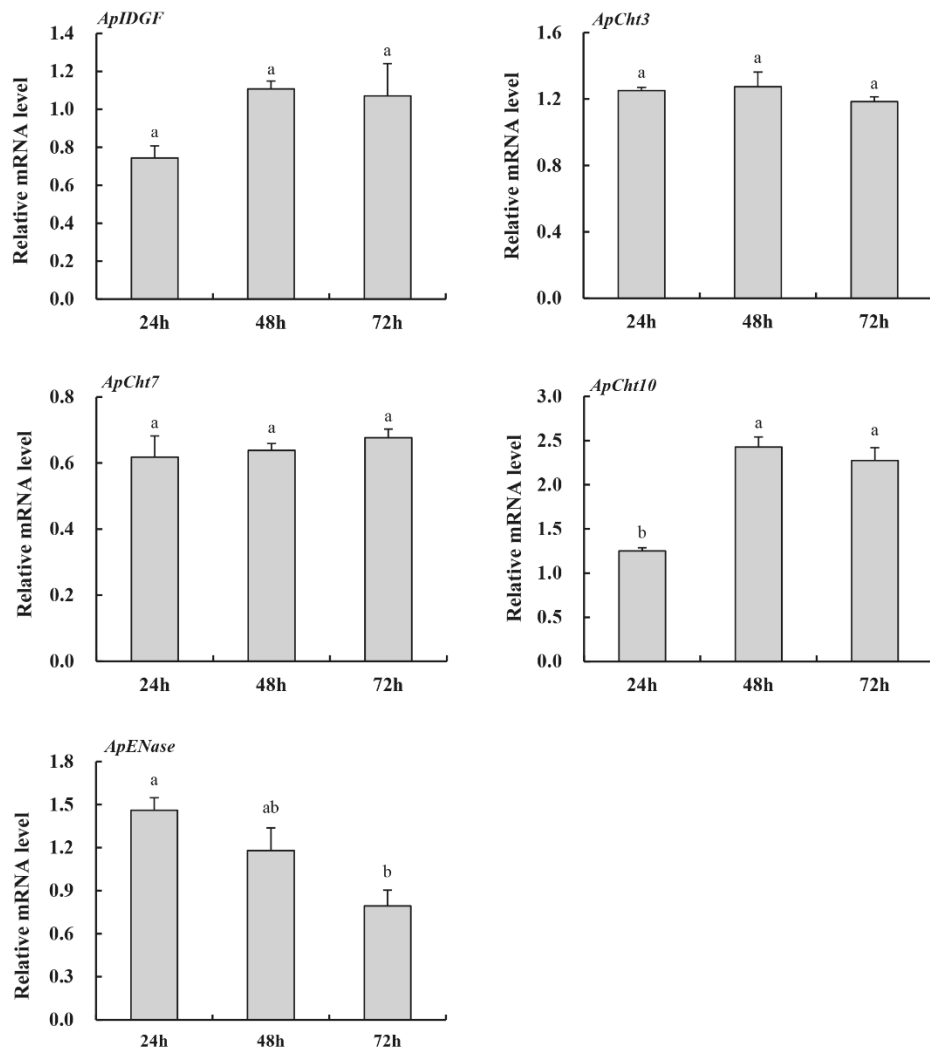 ApIDGF
Relative mRNA level
1.4
1.2
1.0
0.8
0.6
0.4
0.2
0.0
a
a
a
24h
48h
72h
ApCht3
Relative mRNA level
1.6
1.2
0.8
0.4
0.0
a
a
a
24h
48h
72h
ApCht7
Relative mRNA level
0.8
0.6
0.4
0.2
0.0
a
a
a
24h
48h
72h
ApCht10
Relative mRNA level
3.0
2.5
2.0
1.5
1.0
0.5
0.0
b
a
a
24h
48h
72h
ApENase
Relative mRNA level
1.8
1.5
1.2
0.9
0.6
0.3
0.0
a
ab
b
24h
48h
72h